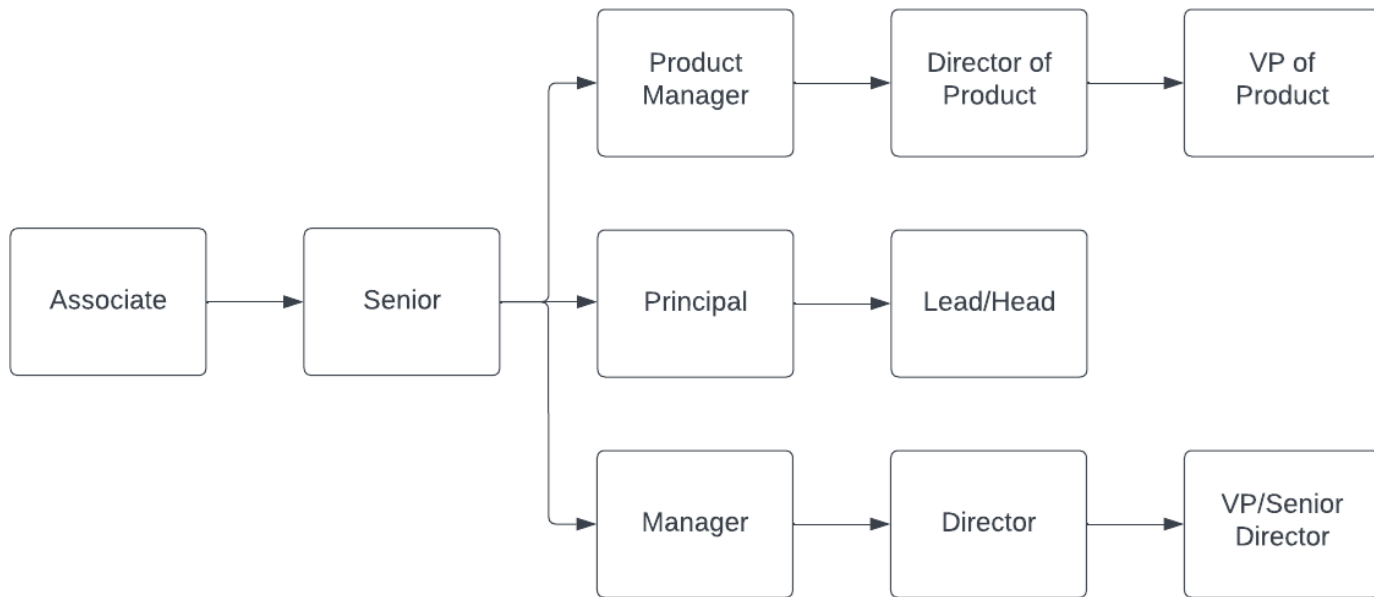 Product
Manager
Director of
Product
VP of
Product
Associate
Senior
Principal
Lead/Head
Manager
Director
VP/Senior
Director